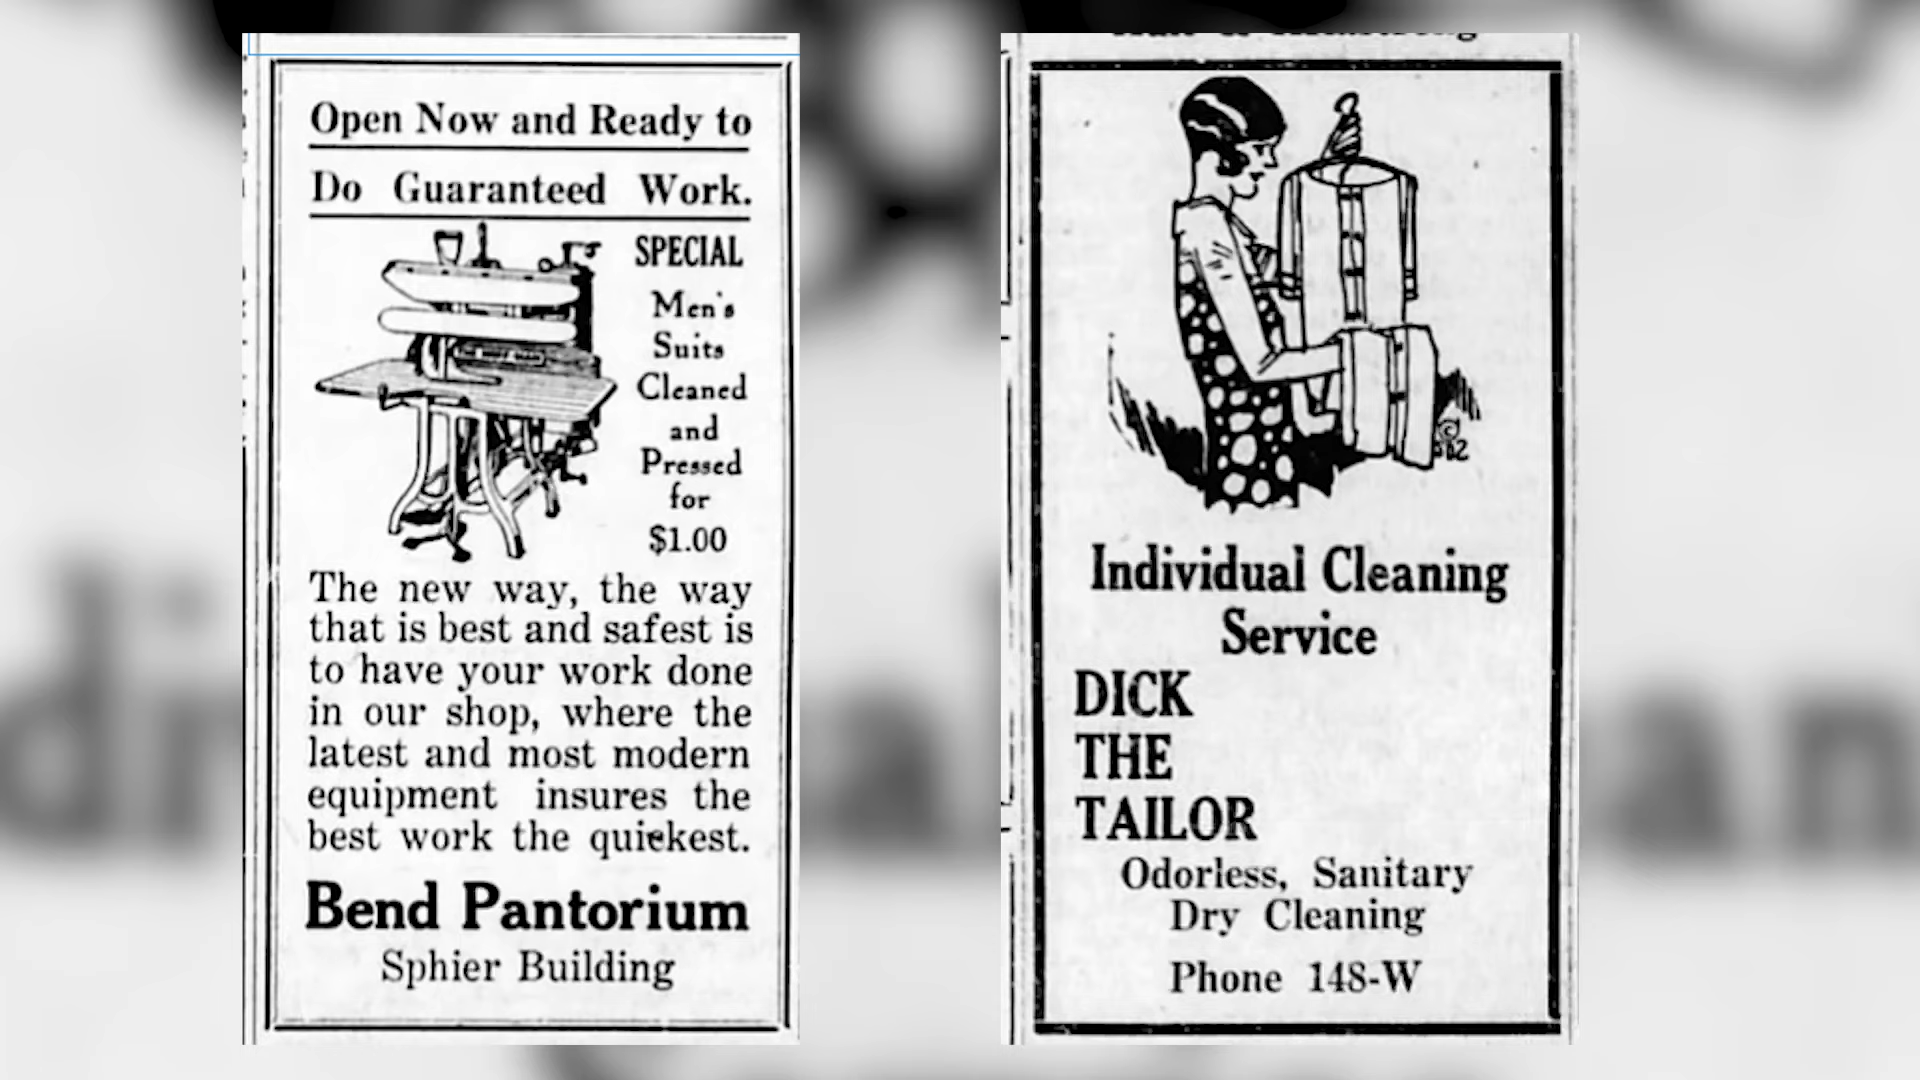 Open Now and Ready to
Do Guaranteed Work.
SPECIAL
Men's
Suits
Cleaned
and
Pressed
for
$1.00
The new way, the way
that is best and safest is
to have your work done
in our shop, where the
latest and most modern
equipment insures the
best work the quickest.
Bend Pantorium
Sphier Building
Individual Cleaning
Service
DICK
THE
TAILOR
Odorless, Sanitary
Dry Cleaning
Phone 148-W